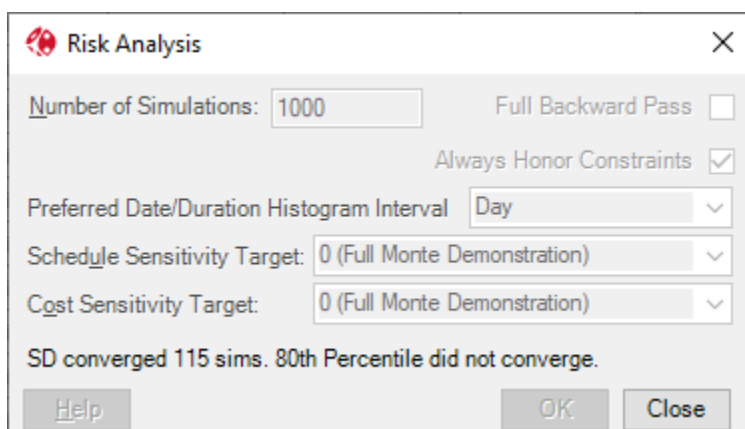 Risk Analysis
Number of Simulations: 1000 Full Backward Pass
Always Honor Constraints
Preferred Date/Duration Histogram Interval Day
Schedule Sensitivity Target: 0 (Full Monte Demonstration)
Cost Sensitivity Target: 0 (Full Monte Demonstration)
SD converged 115 sims. 80th Percentile did not converge.
Help OK Close